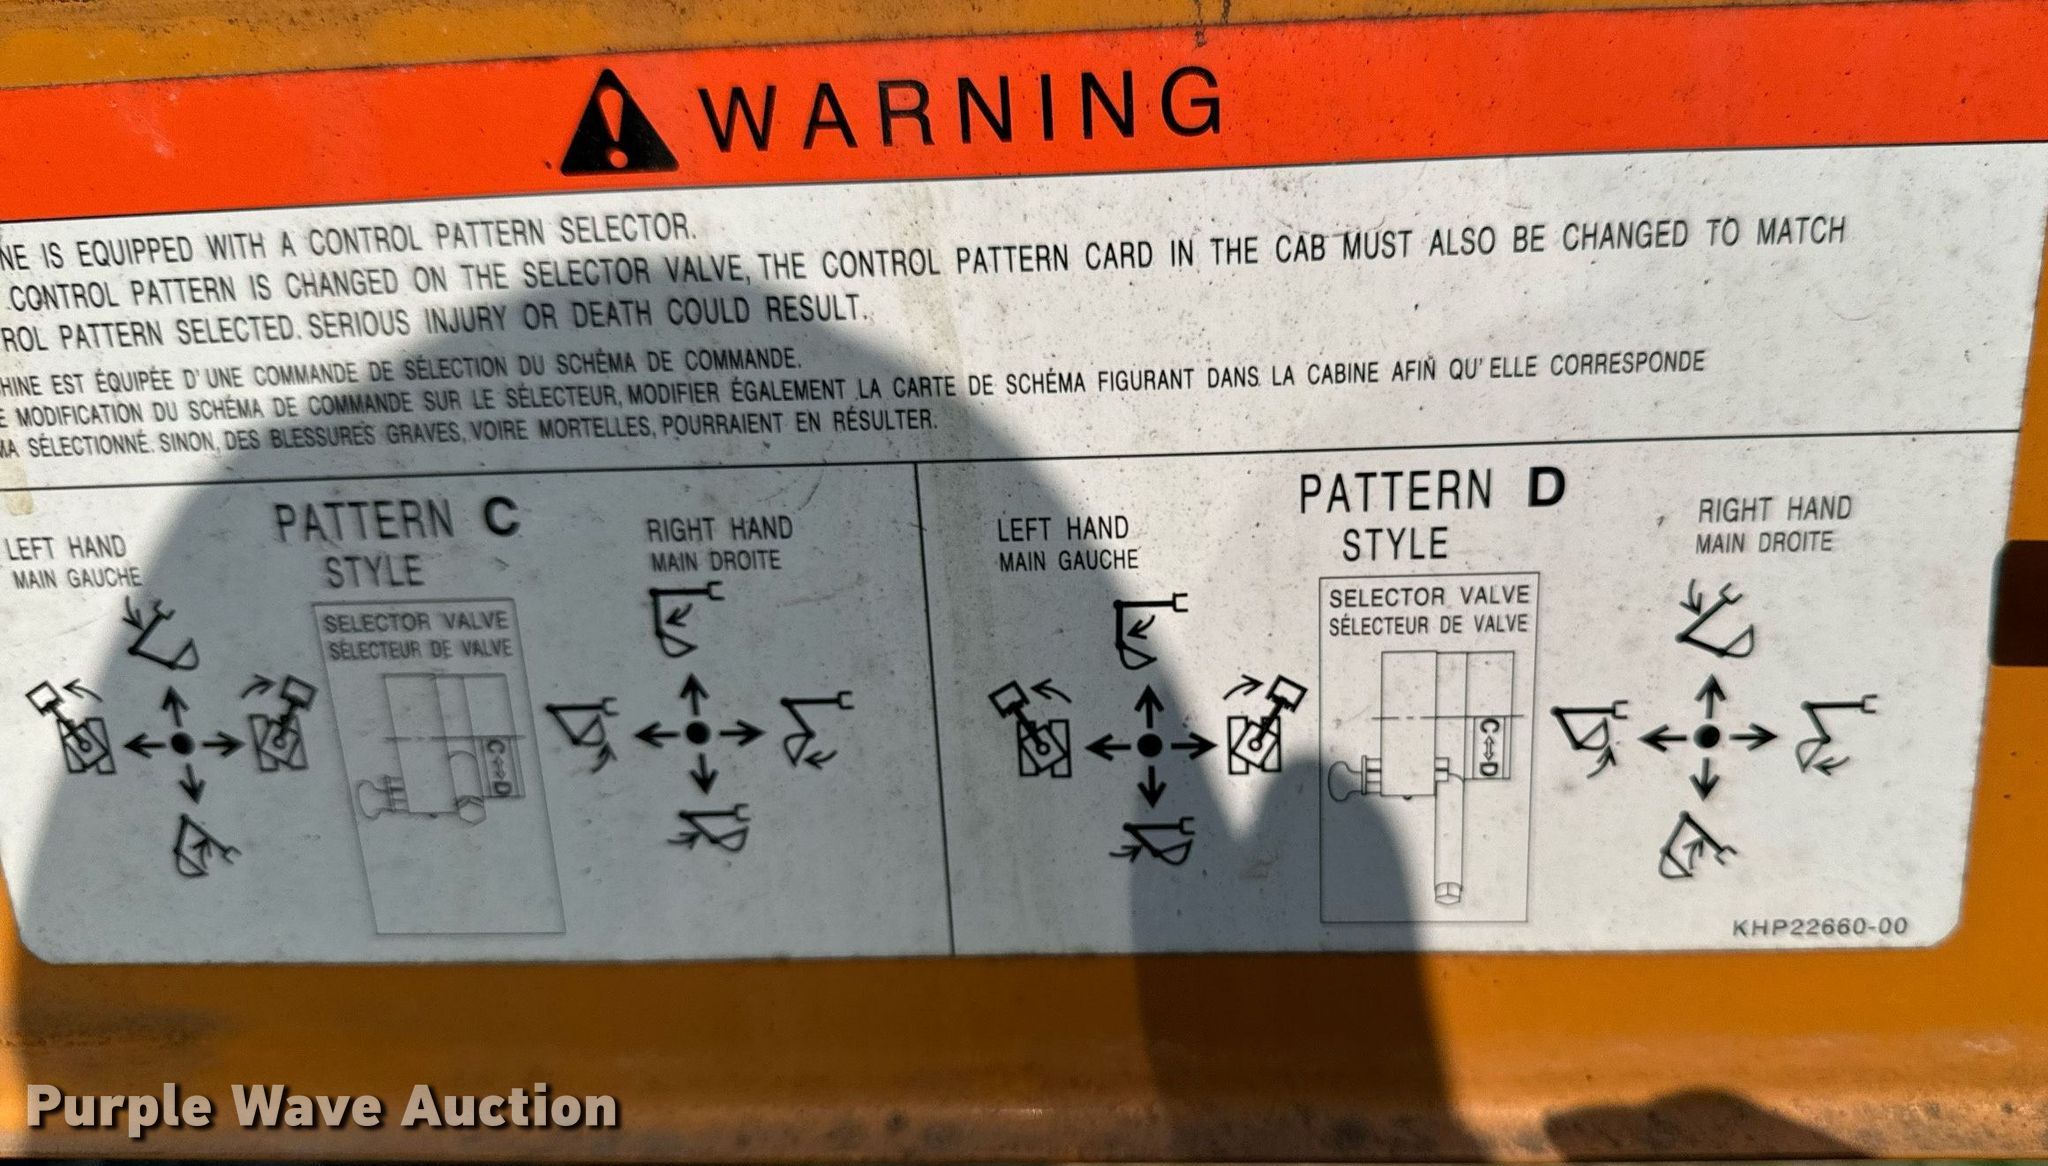 WARNING
NE IS EQUIPPED WITH A CONTROL PATTERN SELECTOR.
CONTROL PATTERN IS CHANGED ON THE SELECTOR VALVE, THE CONTROL PATTERN CARD IN THE CAB MUST ALSO BE CHANGED TO MATCH
ROL PATTERN SELECTED. SERIOUS INJURY OR DEATH COULD RESULT.
HINE EST ÉQUIPÉE D'UNE COMMANDE DE SÉLECTION DU SCHÉMA DE COMMANDE.
E MODIFICATION DU SCHÉMA DE COMMANDE SUR LE SÉLECTEUR, MODIFIER ÉGALEMENT LA CARTE DE SCHÉMA FIGURANT DANS LA CABINE AFIN QU'ELLE CORRESPONDE
MA SÉLECTIONNÉ. SINON, DES BLESSURES GRAVES, VOIRE MORTELLES, POURRAIENT EN RÉSULTER.
PATTERN C
STYLE
LEFT HAND
MAIN GAUCHE
RIGHT HAND
MAIN DROITE
SELECTOR VALVE
SÉLECTEUR DE VALVE
C⇔D
PATTERN D
STYLE
LEFT HAND
MAIN GAUCHE
RIGHT HAND
MAIN DROITE
SELECTOR VALVE
SÉLECTEUR DE VALVE
C⇔D
KHP22660-00
Purple Wave Auction